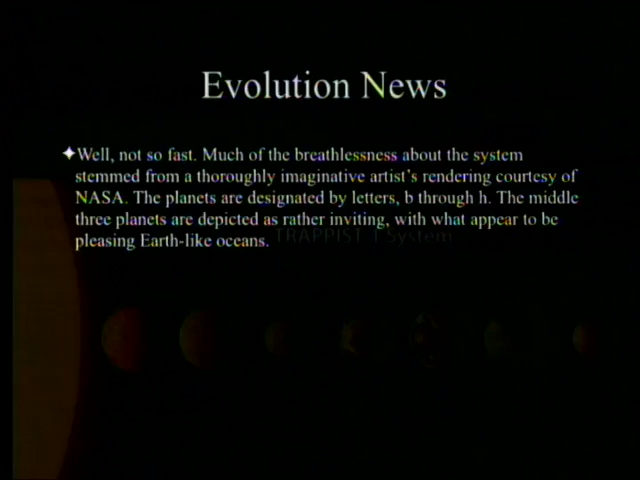 Evolution News
Well, not so fast. Much of the breathlessness about the system
stemmed from a thoroughly imaginative artist's rendering courtesy of
NASA. The planets are designated by letters, b through h. The middle
three planets are depicted as rather inviting, with what appear to be
pleasing Earth-like oceans.
TRAPPIST-1 System